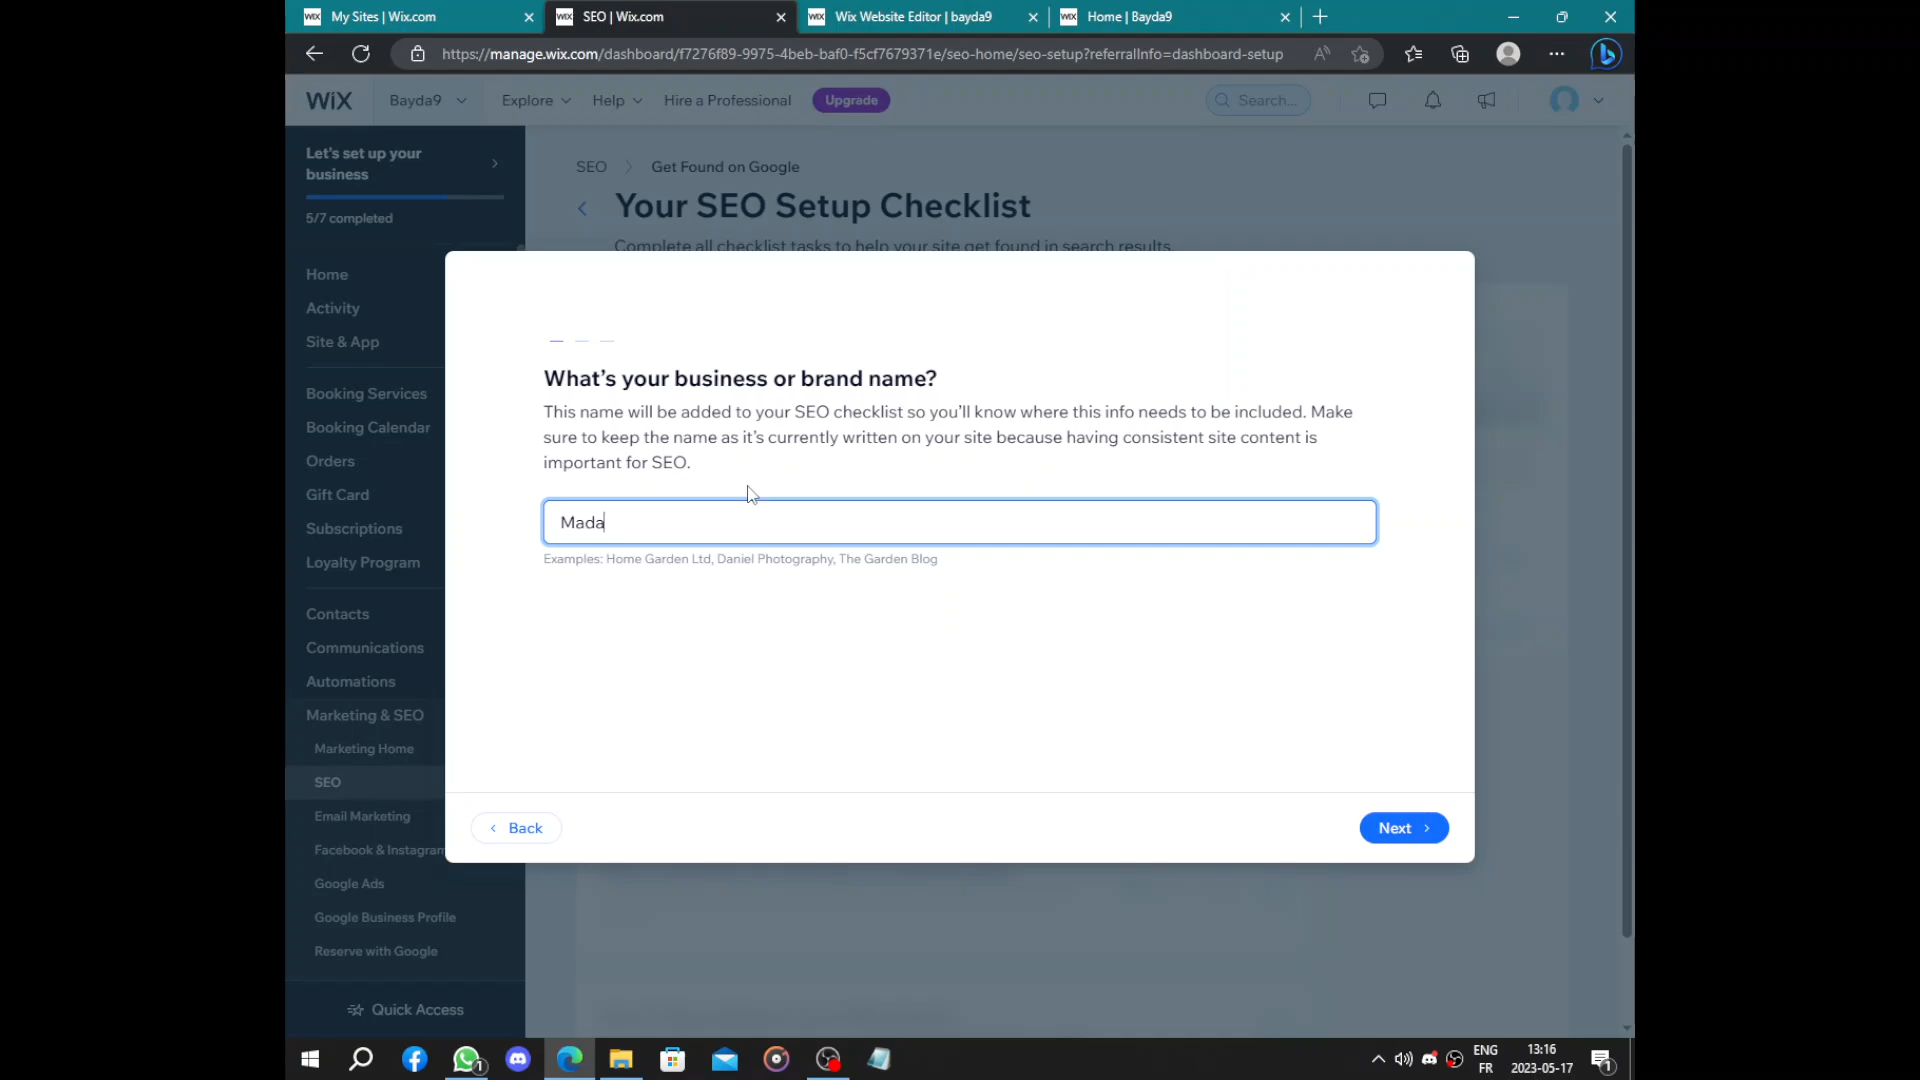 WIX My Sites | Wix.com
WIX SEO | Wix.com
WIX Wix Website Editor | bayda9
WIX Home | Bayda9
https://manage.wix.com/dashboard/f7276f89-9975-4beb-baf0-f5cf7679371e/seo-home/seo-setup?referralInfo=dashboard-setup
WiX
Bayda9
Explore
Help
Hire a Professional
Upgrade
Search...
Let's set up your
business
5/7 completed
Home
Activity
Site & App
Booking Services
Booking Calendar
Orders
Gift Card
Subscriptions
Loyalty Program
Contacts
Communications
Automations
Marketing & SEO
Marketing Home
SEO
Email Marketing
Facebook & Instagram
Google Ads
Google Business Profile
Reserve with Google
Quick Access
SEO
Get Found on Google
Your SEO Setup Checklist
Complete all checklist tasks to help your site get found in search results.
What's your business or brand name?
This name will be added to your SEO checklist so you'll know where this info needs to be included. Make
sure to keep the name as it's currently written on your site because having consistent site content is
important for SEO.
Mada
Examples: Home Garden Ltd, Daniel Photography, The Garden Blog
Back
Next
1
ENG
FR
13:16
2023-05-17
1